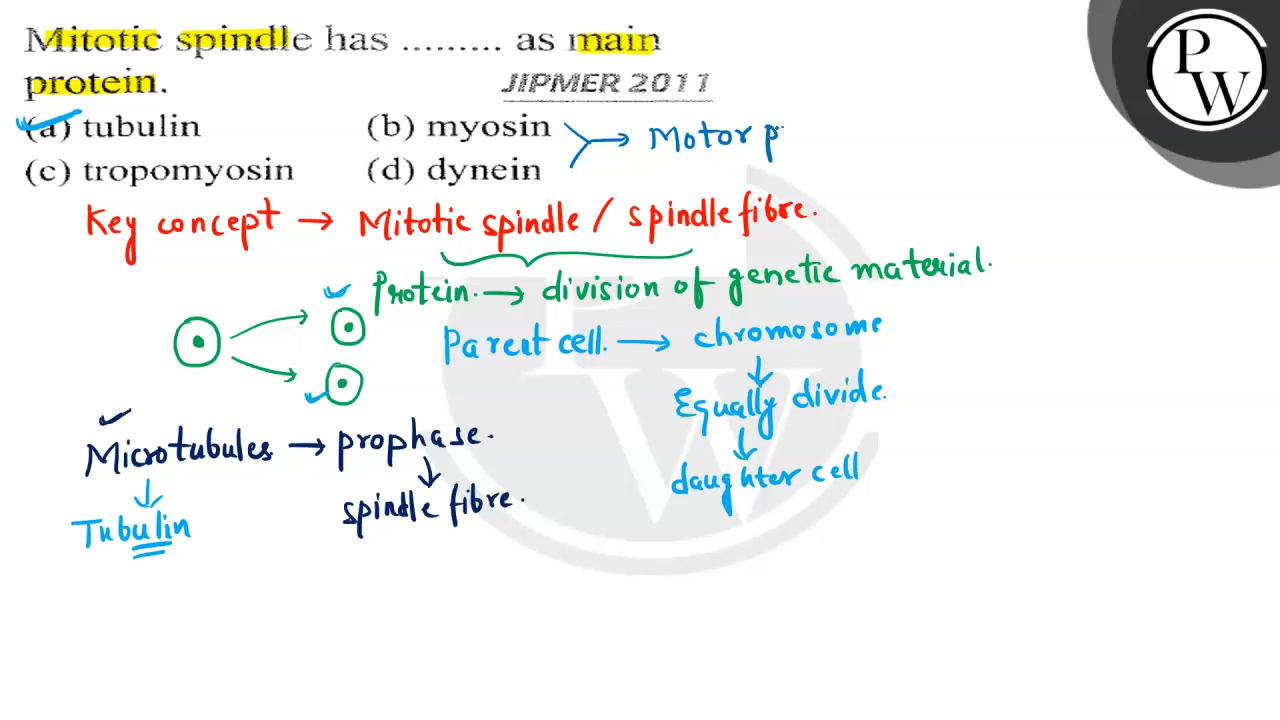 Mitotic spindle has ......... as main
protein.
JIPMER 2011
(a) tubulin (b) myosin → Motor p
(c) tropomyosin (d) dynein
Key concept → Mitotic spindle / spindle fibre.
Protein. → division of genetic material.
Parent cell. → chromosome
↓
Equally divide.
↓
daughter cell
Microtubules → prophase.
↓
spindle fibre.
↓
Tubulin
P
W
P
W